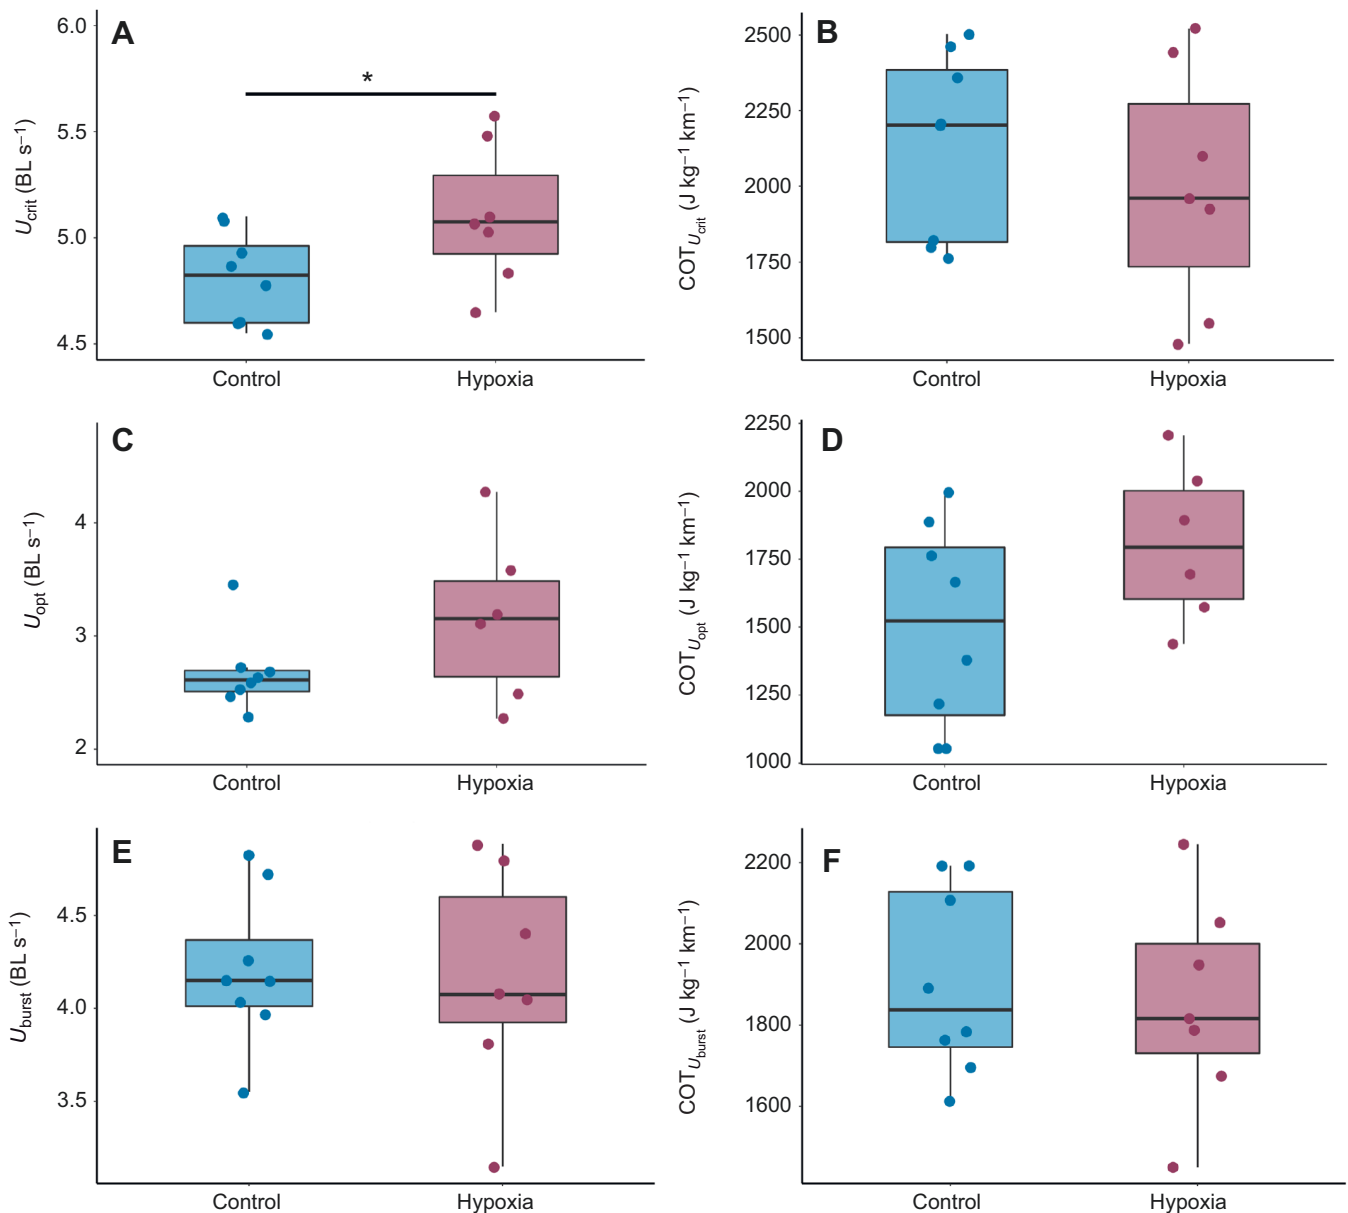 A
6.0
5.5
5.0
4.5
*
Ucrit (BL s−1)
Control
Hypoxia
B
2500
2250
2000
1750
1500
COTUcrit (J kg−1 km−1)
Control
Hypoxia
C
4
3
2
Uopt (BL s−1)
Control
Hypoxia
D
2250
2000
1750
1500
1250
1000
COTUopt (J kg−1 km−1)
Control
Hypoxia
E
4.5
4.0
3.5
Uburst (BL s−1)
Control
Hypoxia
F
2200
2000
1800
1600
COTUburst (J kg−1 km−1)
Control
Hypoxia